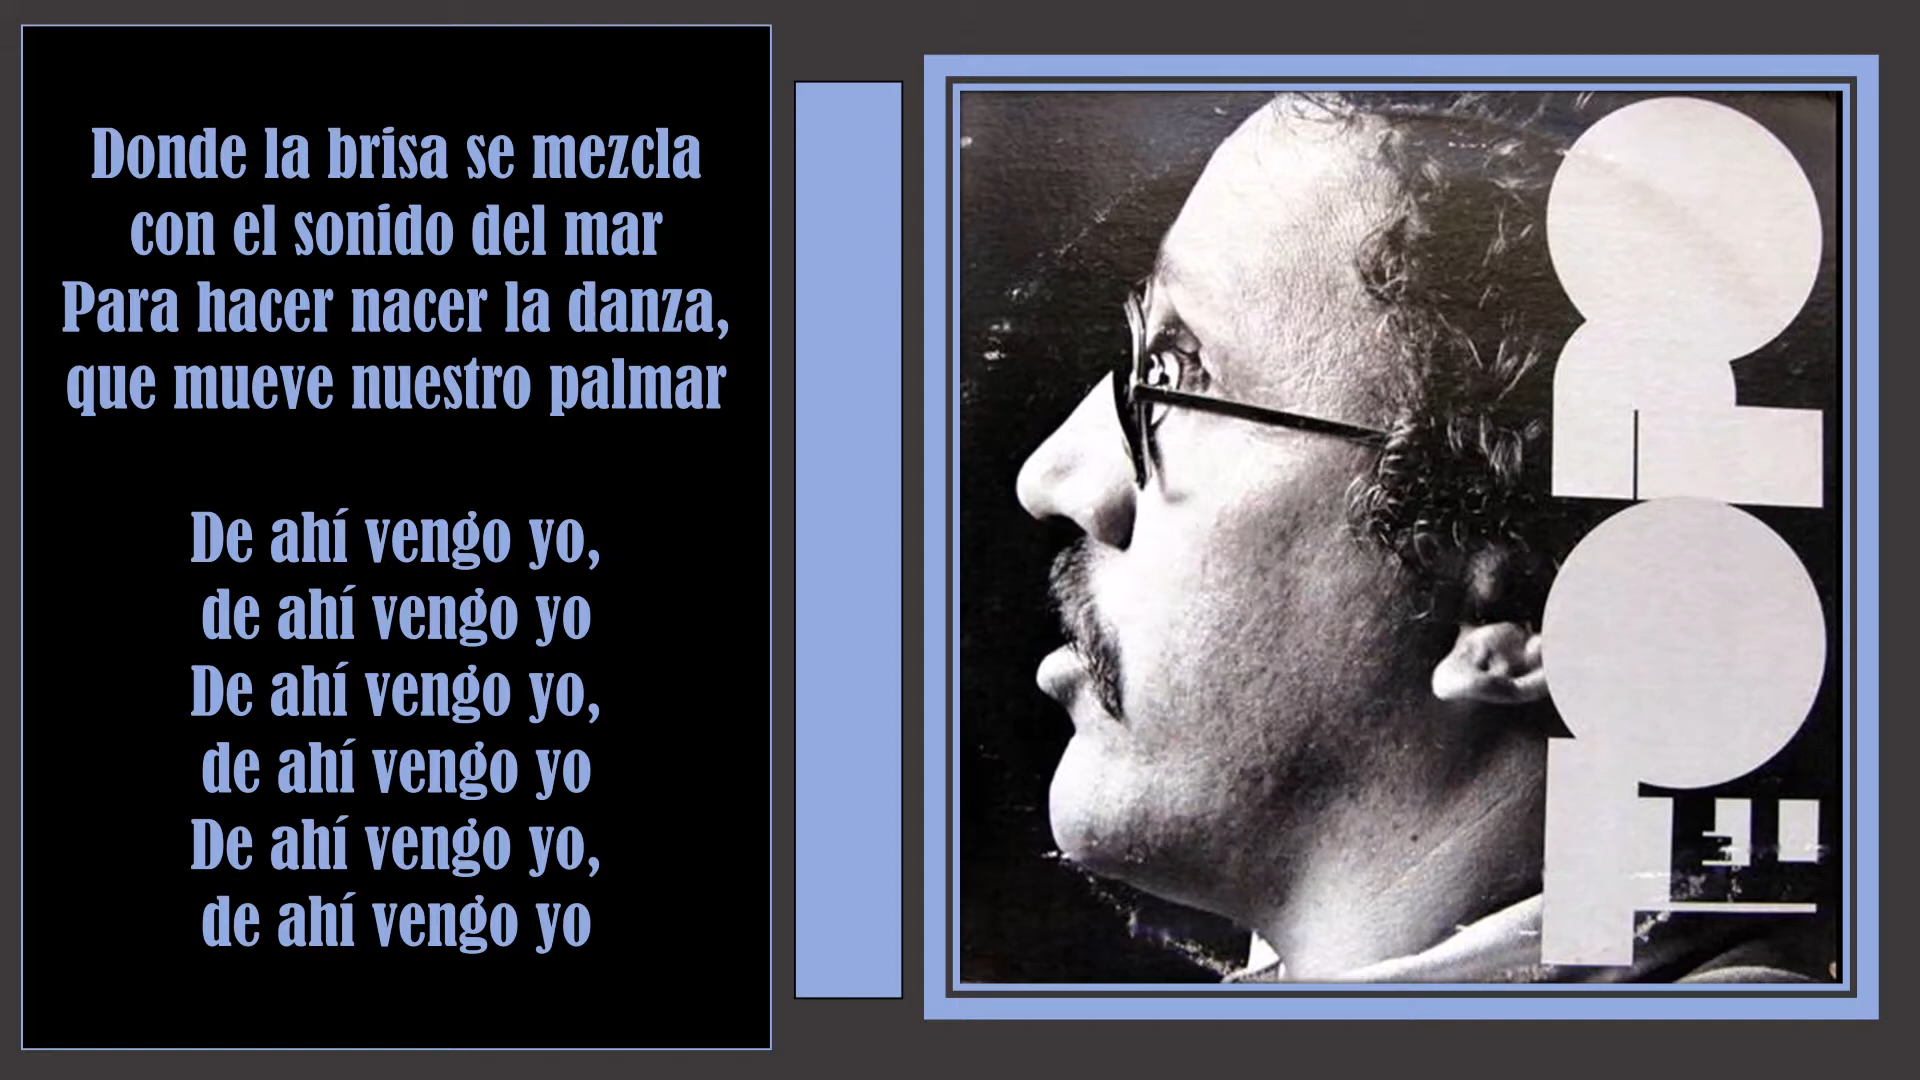 Donde la brisa se mezcla
con el sonido del mar
Para hacer nacer la danza,
que mueve nuestro palmar
De ahí vengo yo,
de ahí vengo yo
De ahí vengo yo,
de ahí vengo yo
De ahí vengo yo,
de ahí vengo yo